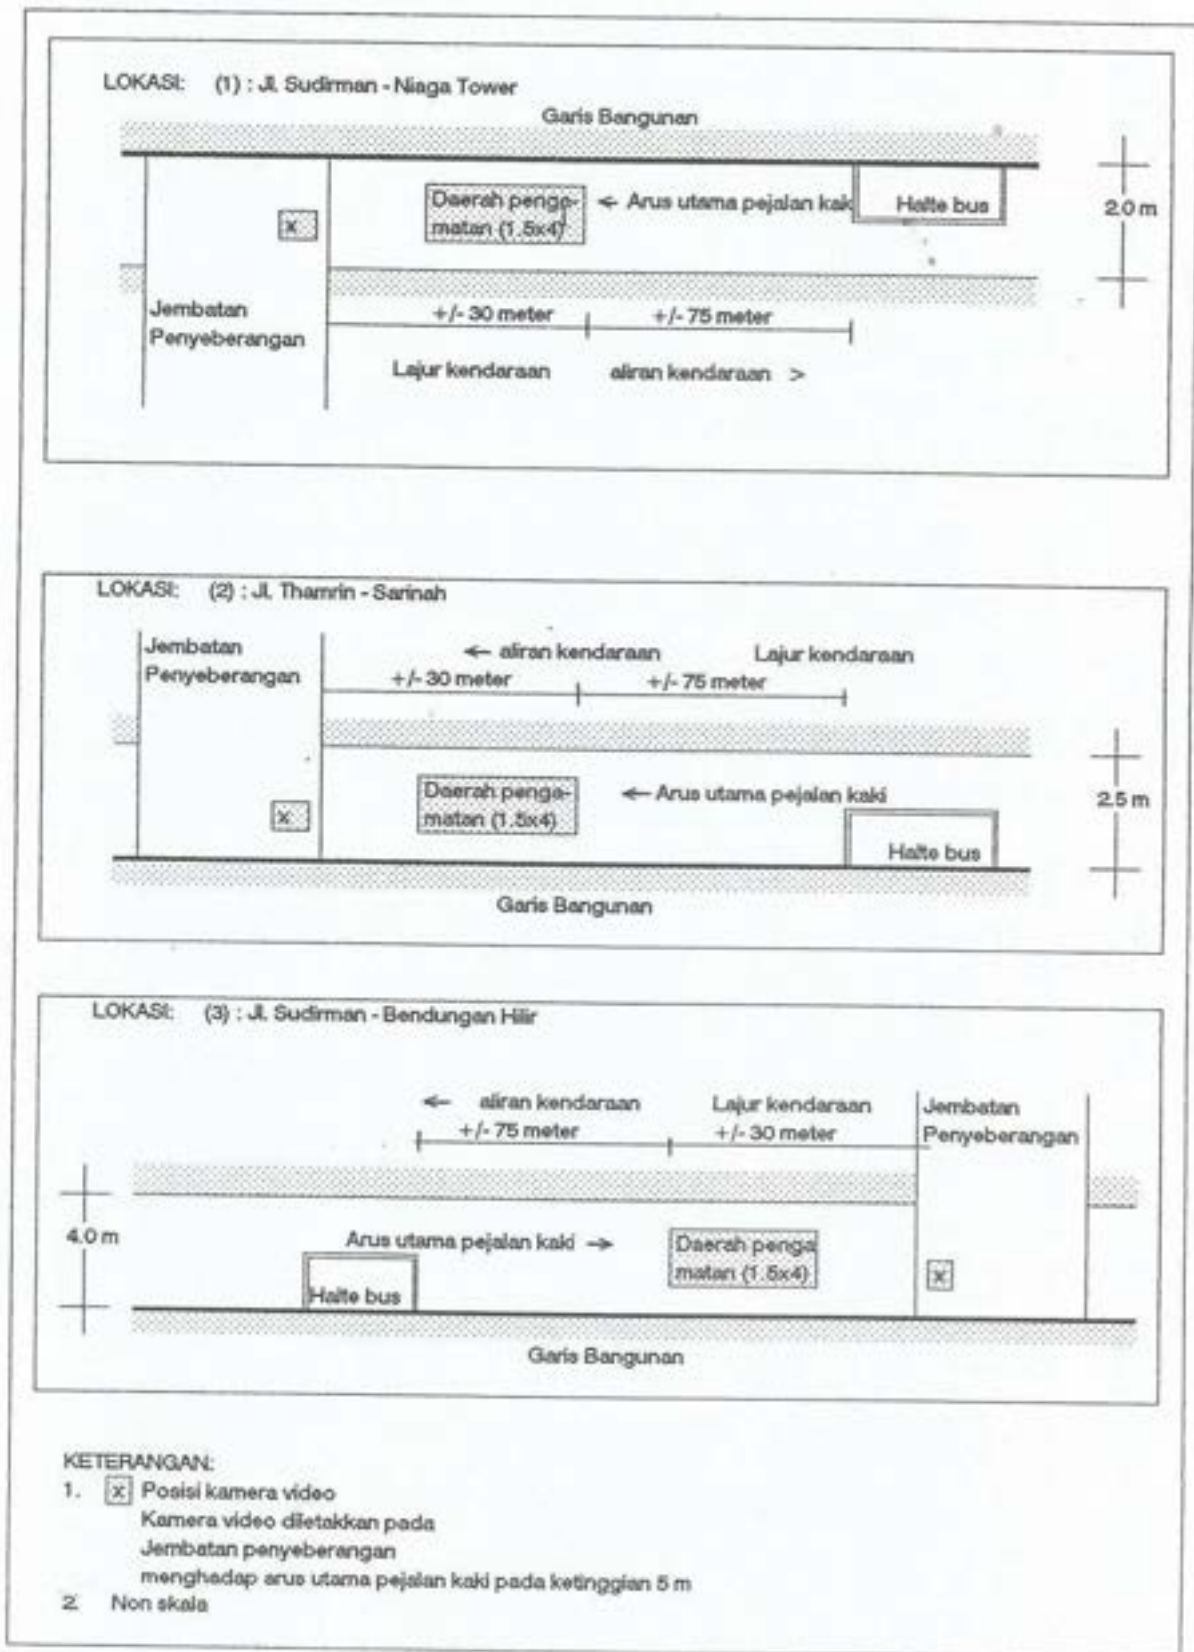 LOKASI: (1) : Jl. Sudirman - Niaga Tower
Garis Bangunan
Daerah penga-
matan (1.5x4)
← Arus utama pejalan kak
Halte bus
2.0 m
x
Jembatan
Penyeberangan
+/- 30 meter
+/- 75 meter
Lajur kendaraan
aliran kendaraan >
LOKASI: (2) : Jl. Thamrin - Sarinah
Jembatan
Penyeberangan
← aliran kendaraan
Lajur kendaraan
+/- 30 meter
+/- 75 meter
Daerah penga-
matan (1.5x4)
← Arus utama pejalan kaki
2.5 m
x
Halte bus
Garis Bangunan
LOKASI: (3) : Jl. Sudirman - Bendungan Hilir
← aliran kendaraan
Lajur kendaraan
Jembatan
Penyeberangan
+/- 75 meter
+/- 30 meter
4.0 m
Arus utama pejalan kaki →
Daerah penga
matan (1.5x4)
x
Halte bus
Garis Bangunan
KETERANGAN:
1. x Posisi kamera video
Kamera video diletakkan pada
Jembatan penyeberangan
menghadap arus utama pejalan kaki pada ketinggian 5 m
2. Non skala